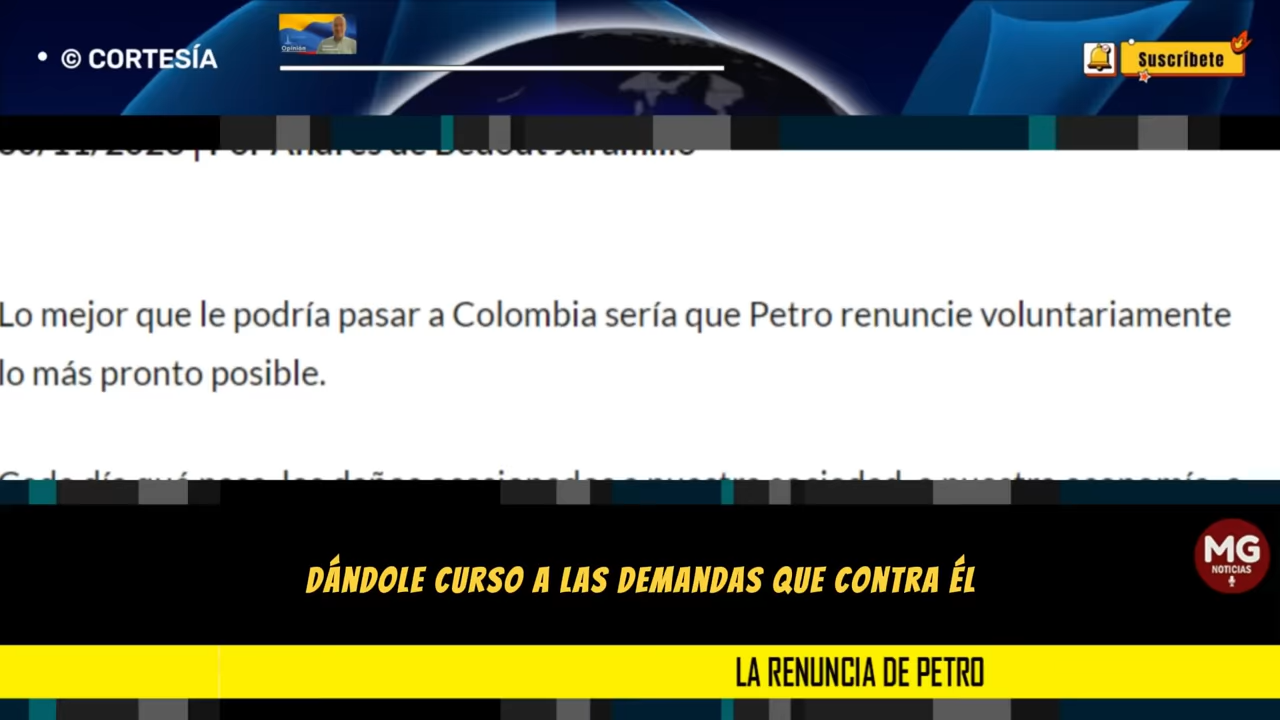 • © CORTESÍA
Opinión
Suscríbete
Lo mejor que le podría pasar a Colombia sería que Petro renuncie voluntariamente
lo más pronto posible.
DÁNDOLE CURSO A LAS DEMANDAS QUE CONTRA ÉL
MG
NOTICIAS
LA RENUNCIA DE PETRO